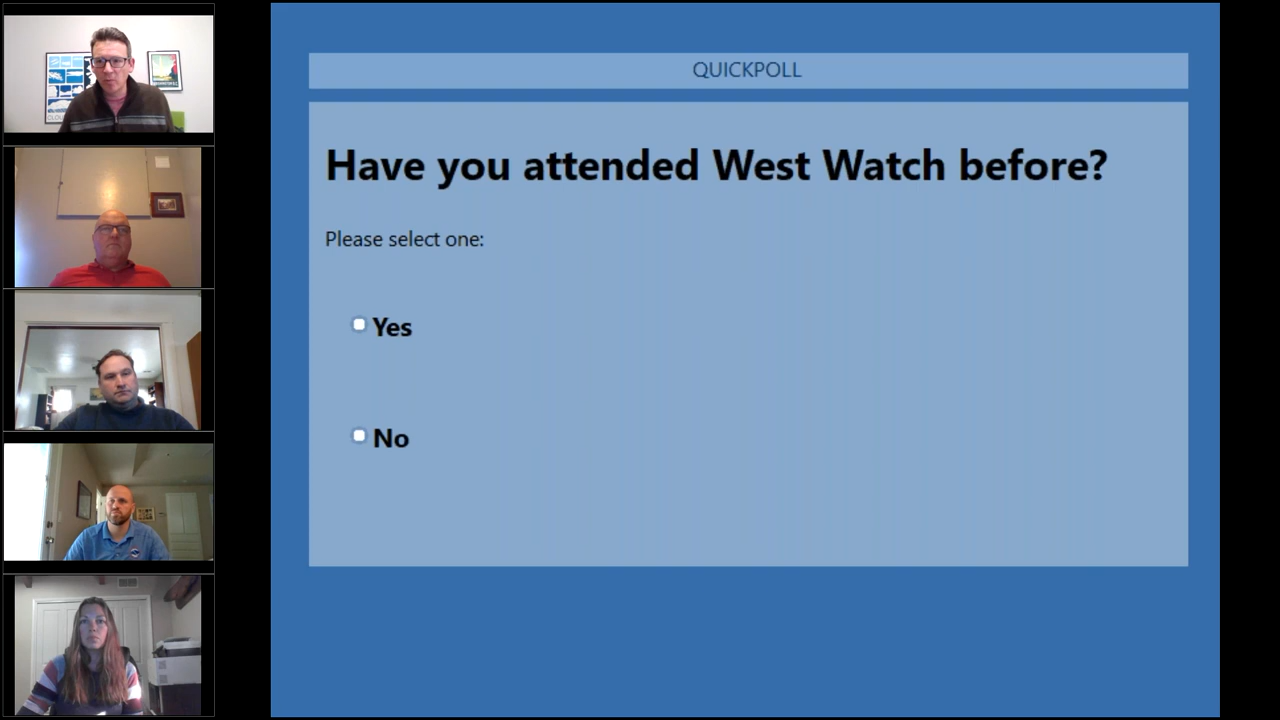 QUICKPOLL
Have you attended West Watch before?
Please select one:
Yes
No